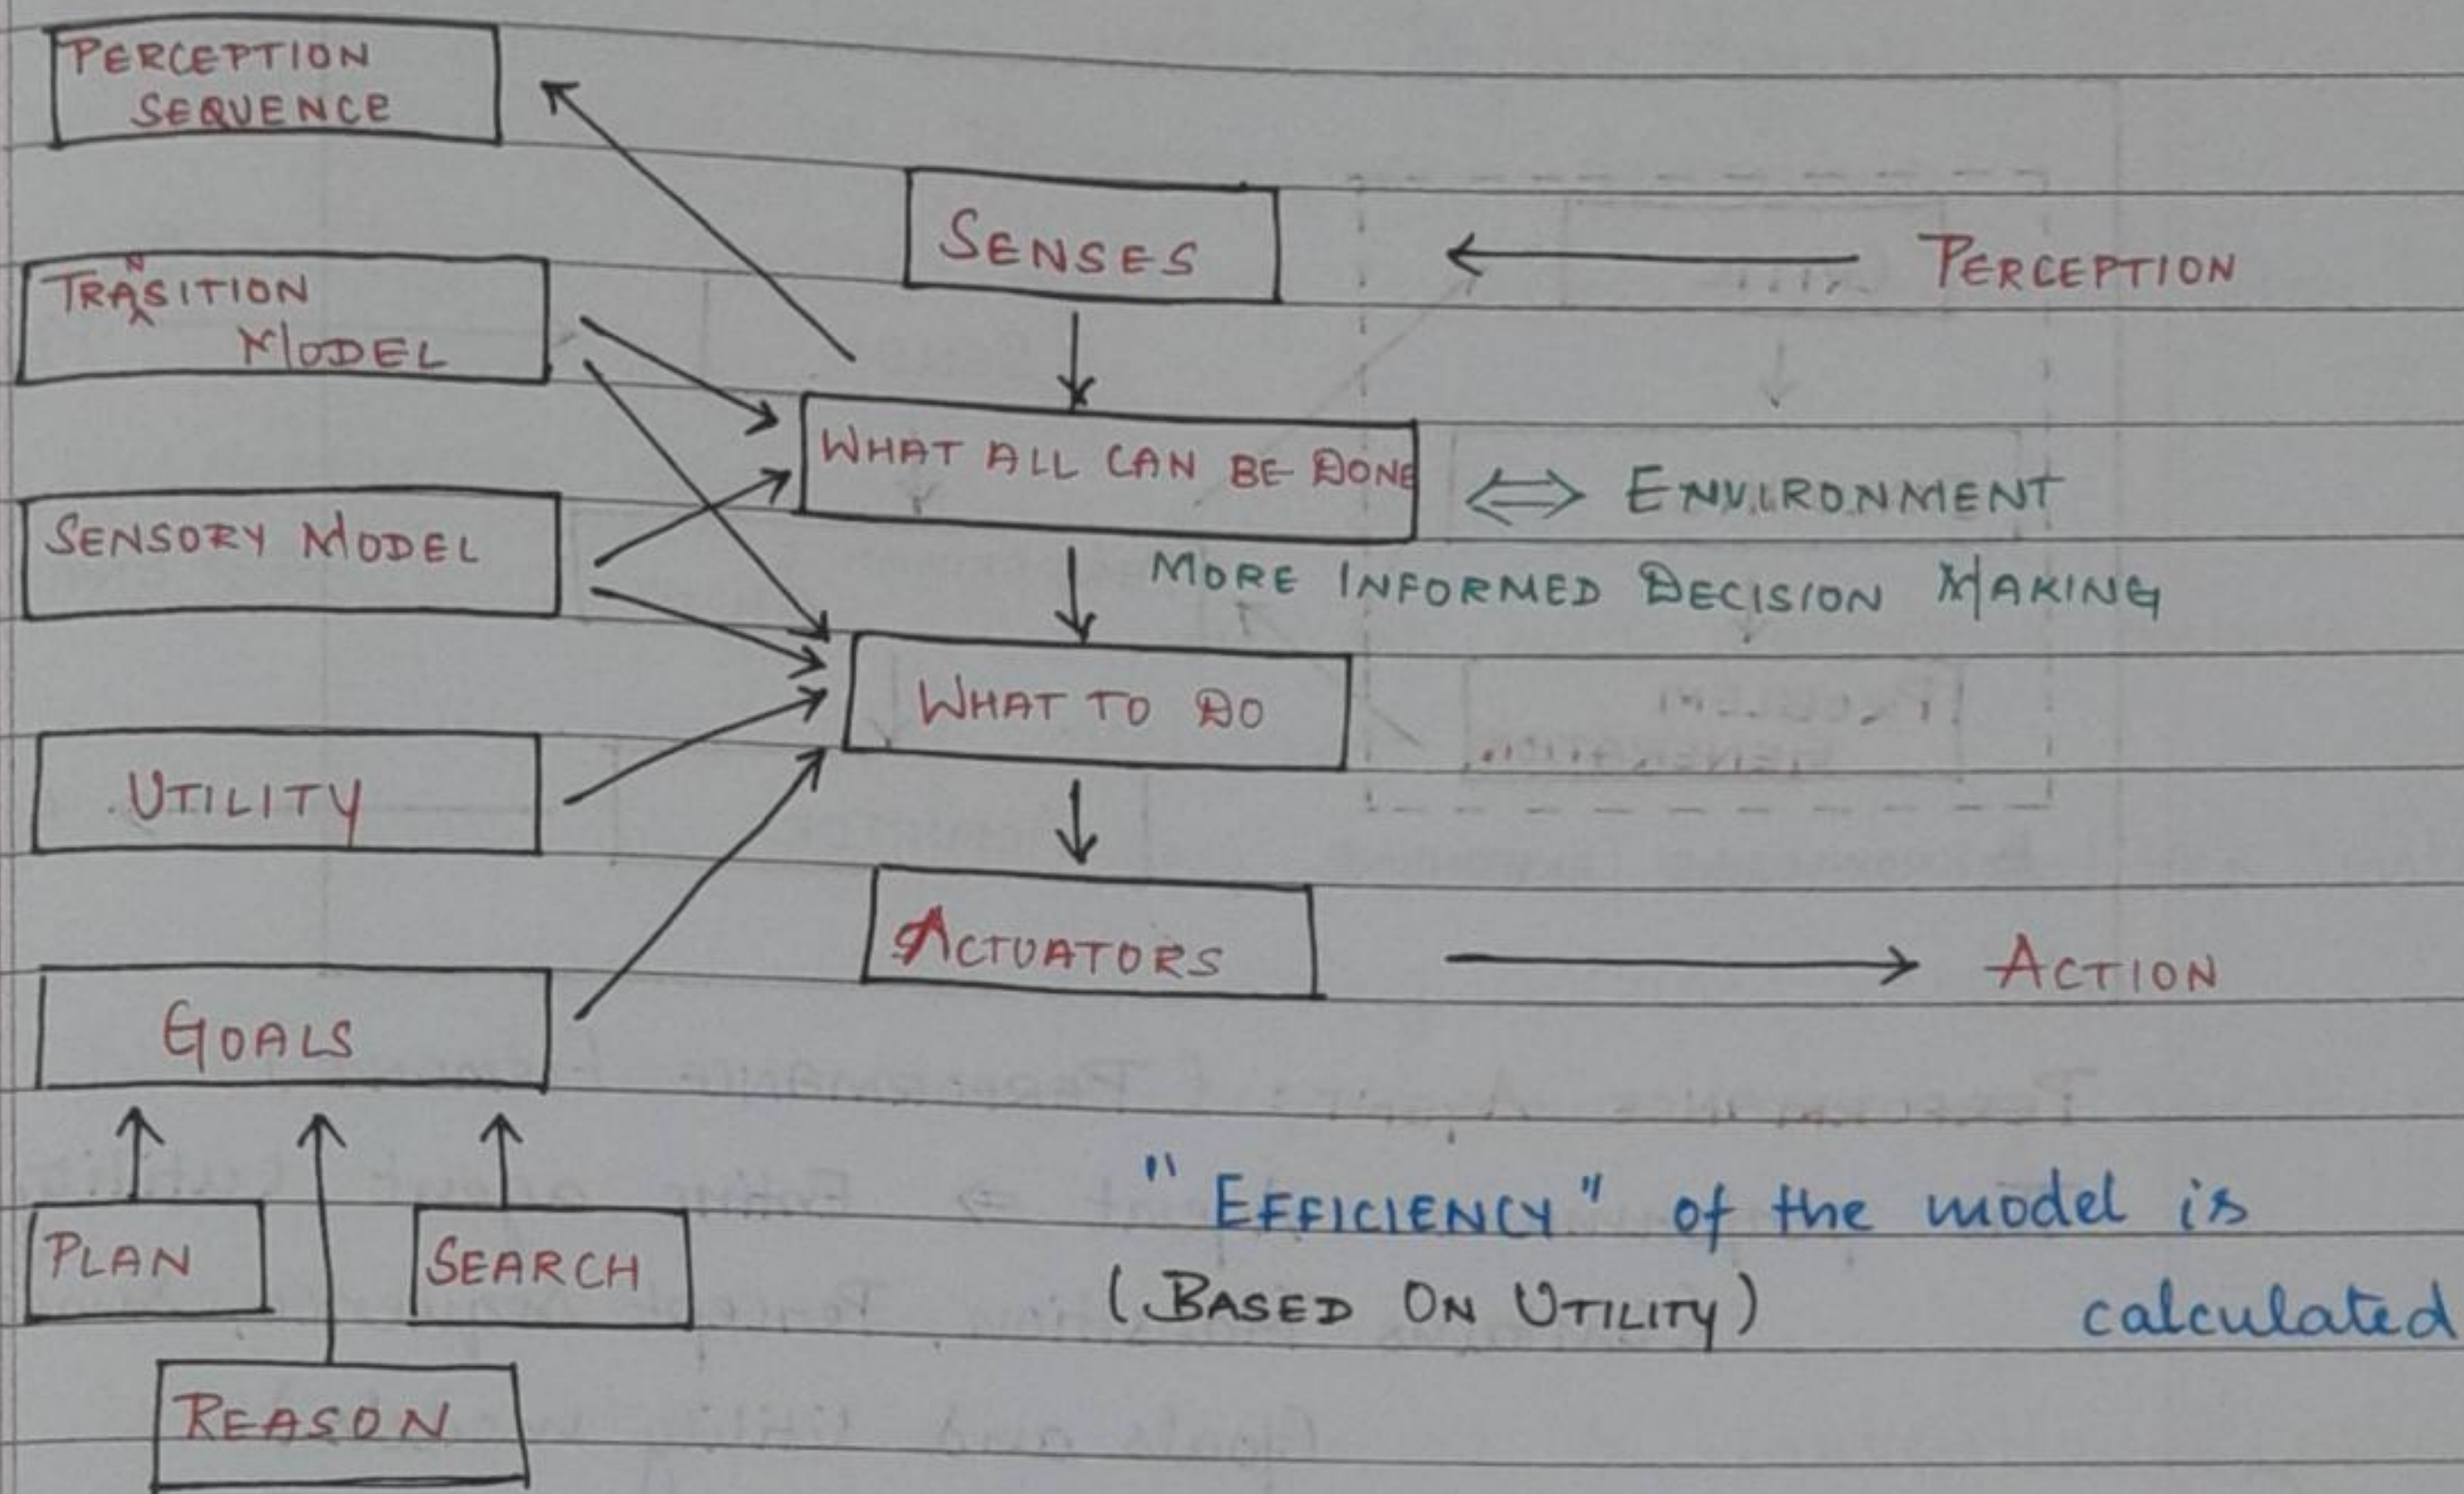 PERCEPTION
SEQUENCE
SENSES
PERCEPTION
TRANSITION
MODEL
WHAT ALL CAN BE DONE
⇔ ENVIRONMENT
SENSORY MODEL
MORE INFORMED DECISION MAKING
WHAT TO DO
UTILITY
ACTUATORS
ACTION
GOALS
PLAN
SEARCH
REASON
"EFFICIENCY" of the model is
(BASED ON UTILITY) calculated